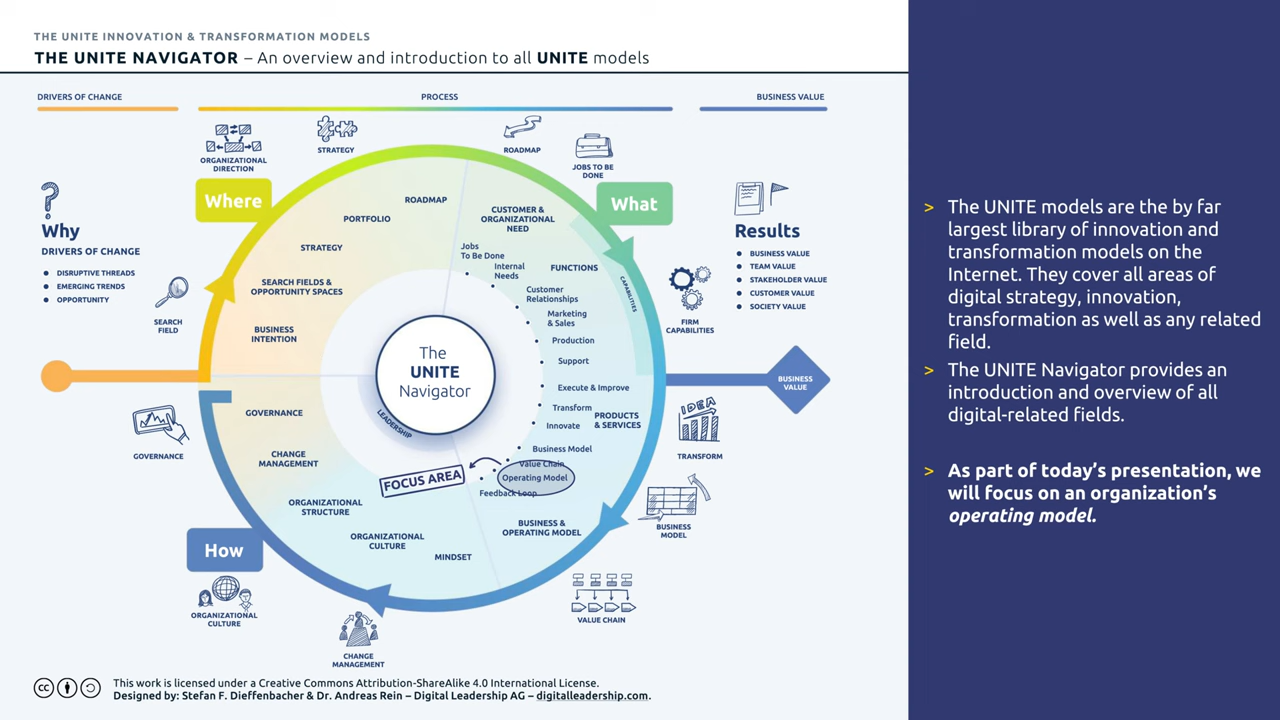 THE UNITE INNOVATION & TRANSFORMATION MODELS
THE UNITE NAVIGATOR – An overview and introduction to all UNITE models
DRIVERS OF CHANGE
PROCESS
BUSINESS VALUE
ORGANIZATIONAL
DIRECTION
STRATEGY
ROADMAP
JOBS TO BE
DONE
Where
What
Why
DRIVERS OF CHANGE
DISRUPTIVE THREADS
EMERGING TRENDS
OPPORTUNITY
SEARCH
FIELD
Results
BUSINESS VALUE
TEAM VALUE
STAKEHOLDER VALUE
CUSTOMER VALUE
SOCIETY VALUE
FIRM
CAPABILITIES
ROADMAP
PORTFOLIO
STRATEGY
SEARCH FIELDS &
OPPORTUNITY SPACES
BUSINESS
INTENTION
CUSTOMER &
ORGANIZATIONAL
NEED
Jobs
To Be Done
Internal
Needs
FUNCTIONS
CAPABILITIES
Customer
Relationships
Marketing
& Sales
Production
Support
Execute & Improve
Transform
Innovate
PRODUCTS
& SERVICES
Business Model
Value Chain
Operating Model
Feedback Loop
BUSINESS &
OPERATING MODEL
The
UNITE
Navigator
LEADERSHIP
FOCUS AREA
GOVERNANCE
CHANGE
MANAGEMENT
ORGANIZATIONAL
STRUCTURE
ORGANIZATIONAL
CULTURE
MINDSET
BUSINESS
VALUE
GOVERNANCE
IDEA
TRANSFORM
BUSINESS
MODEL
VALUE CHAIN
How
ORGANIZATIONAL
CULTURE
CHANGE
MANAGEMENT
cc
This work is licensed under a Creative Commons Attribution-ShareAlike 4.0 International License.
Designed by: Stefan F. Dieffenbacher & Dr. Andreas Rein – Digital Leadership AG – digitalleadership.com.
> The UNITE models are the by far
largest library of innovation and
transformation models on the
Internet. They cover all areas of
digital strategy, innovation,
transformation as well as any related
field.
> The UNITE Navigator provides an
introduction and overview of all
digital-related fields.
> As part of today’s presentation, we
will focus on an organization’s
operating model.